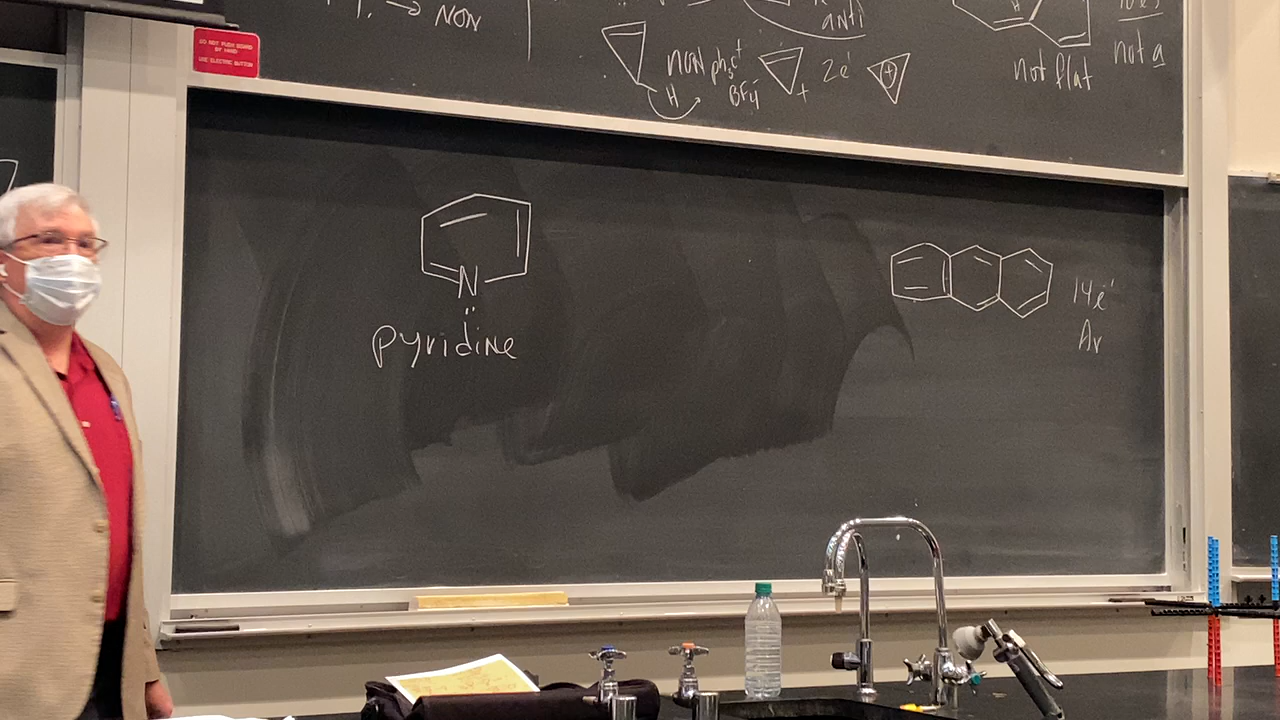 → NON
anti
DO NOT PUSH BOARD
BY HAND
USE ELECTRIC BUTTON
NON ph₃c⁺ 2e⁻ ⊕
H BF₄⁻ +
not flat
not a
N
pyridine
14e⁻
Ar